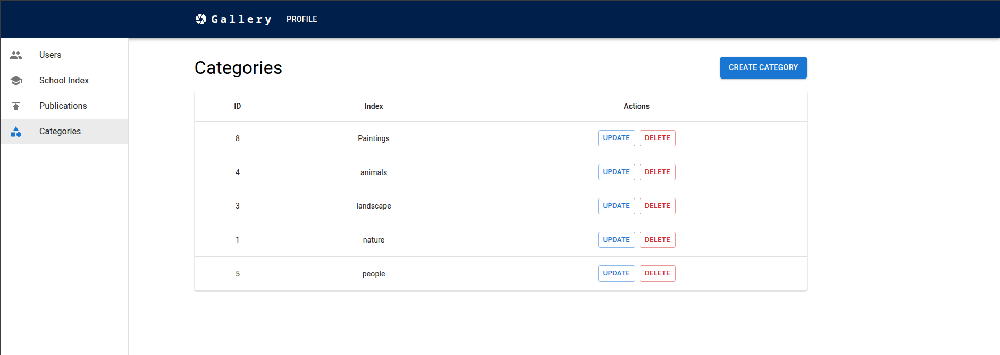 Gallery PROFILE
Users
School Index
Publications
Categories
Categories CREATE CATEGORY
ID Index Actions
8 Paintings UPDATE DELETE
4 animals UPDATE DELETE
3 landscape UPDATE DELETE
1 nature UPDATE DELETE
5 people UPDATE DELETE